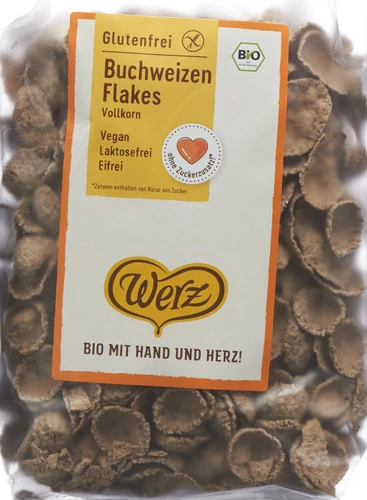 Glutenfrei
BiO
Buchweizen
Flakes
Vollkorn
Vegan
Laktosefrei
Eifrei
ohne Zuckerzusatz*
*Zutaten enthalten von Natur aus Zucker
Werz
BIO MIT HAND UND HERZ!